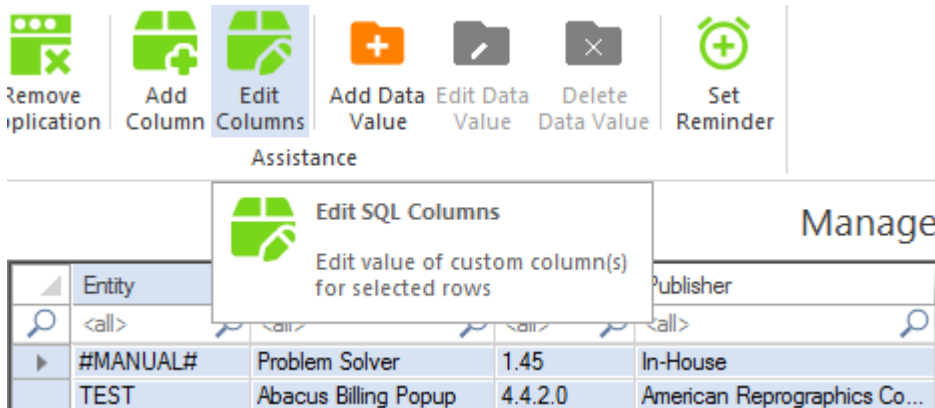 Remove Add Edit Add Data Edit Data Delete Set
plication Column Columns Value Value Data Value Reminder
Assistance
Edit SQL Columns
Manage
Edit value of custom column(s)
for selected rows
Entity Publisher
<all> <all> <all> <all>
#MANUAL# Problem Solver 1.45 In-House
TEST Abacus Billing Popup 4.4.2.0 American Reprographics Co...